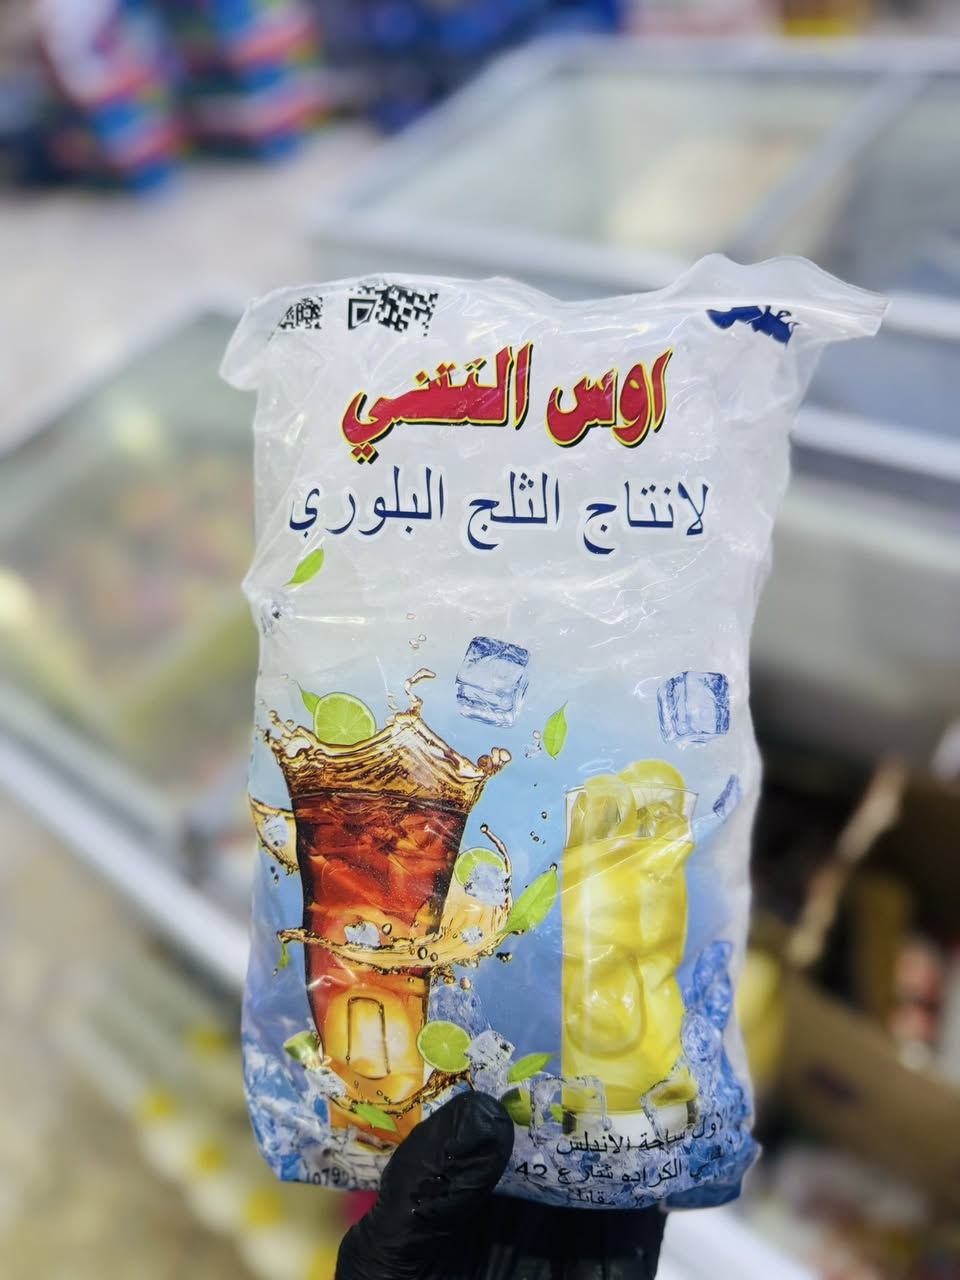 اوس التقني
لانتاج الثلج البلوري
اول ساحة الاندلس
الكراده شارع 42